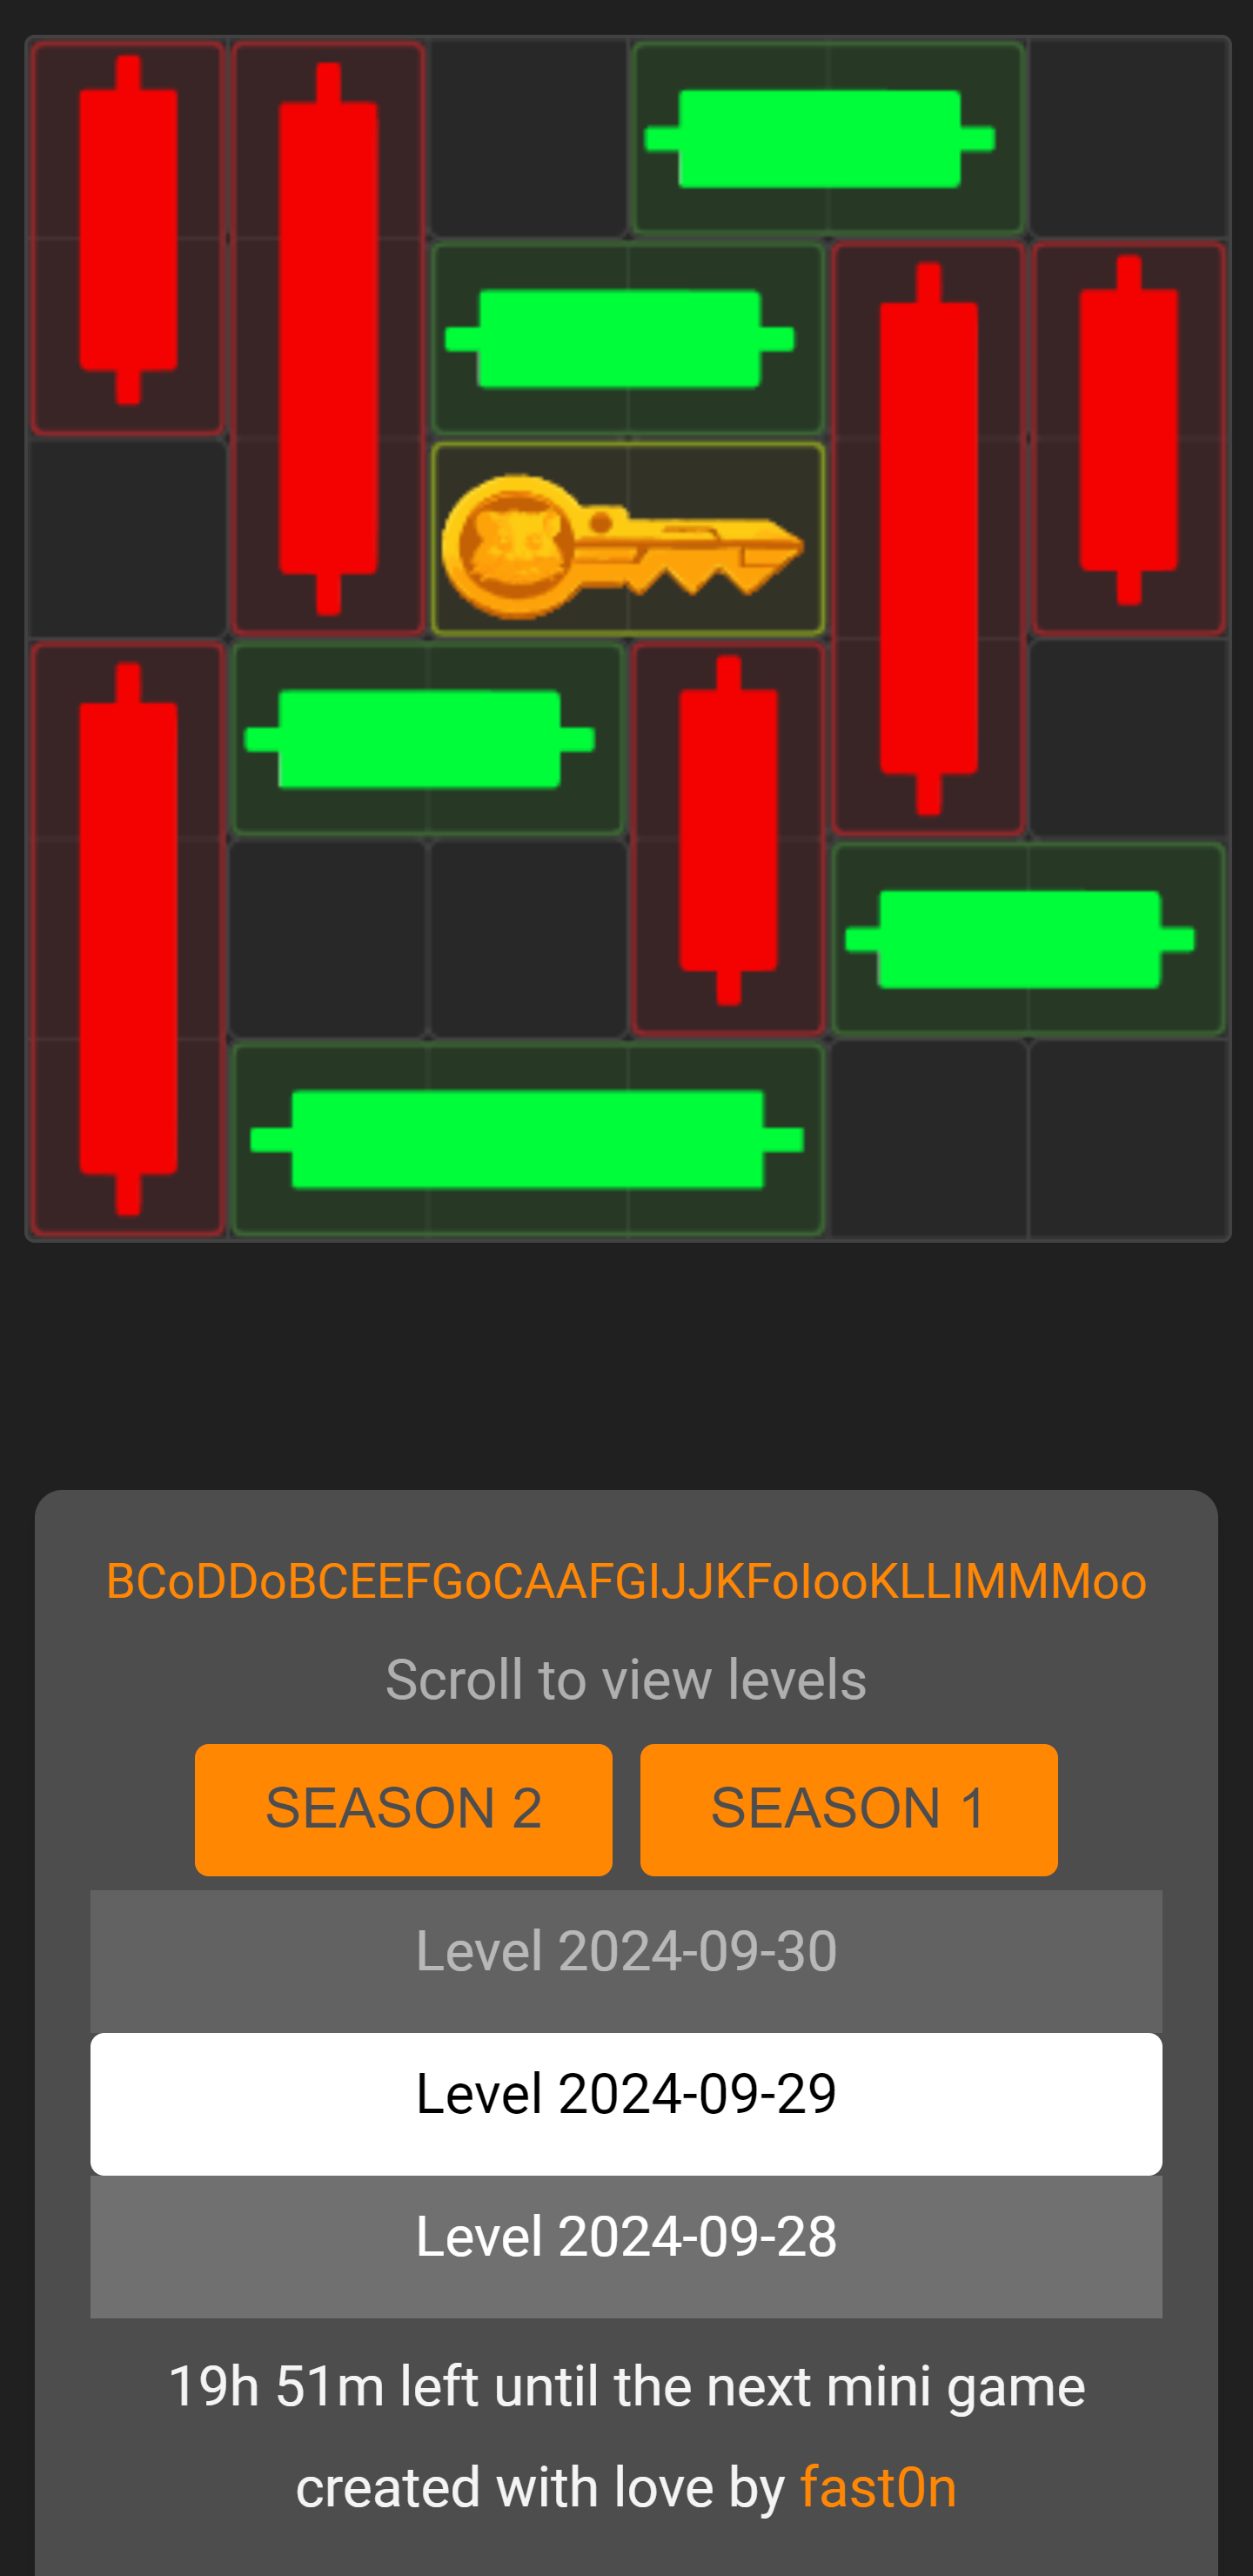 BCoDDoBCEEFGoCAAFGIJJKFoIooKLLIMMMoo
Scroll to view levels
SEASON 2 SEASON 1
Level 2024-09-30
Level 2024-09-29
Level 2024-09-28
19h 51m left until the next mini game
created with love by fast0n